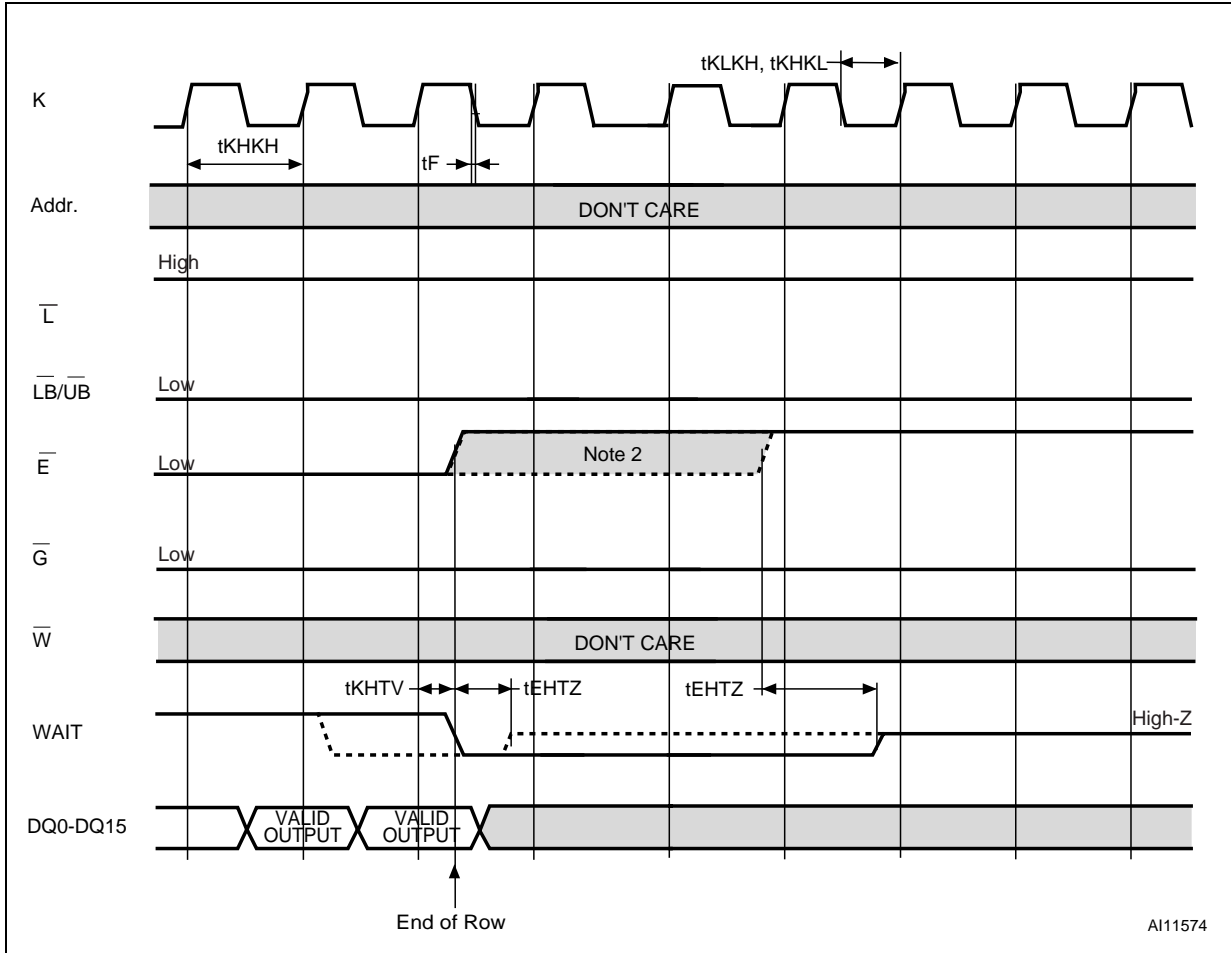 tKLKH, tKHKL
K
tKHKH
tF
Addr.
DON'T CARE
High
L
LB/UB
Low
E
Low
Note 2
G
Low
W
DON'T CARE
tKHTV
tEHTZ
tEHTZ
WAIT
High-Z
DQ0-DQ15
VALID
OUTPUT
VALID
OUTPUT
End of Row
AI11574